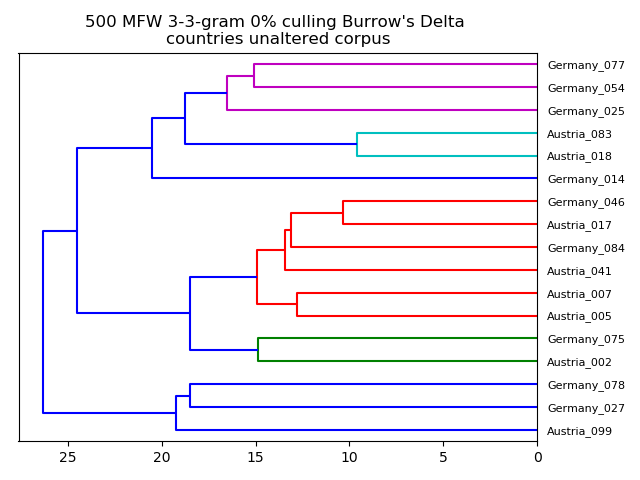 500 MFW 3-3-gram 0% culling Burrow's Delta
countries unaltered corpus
Germany_077
Germany_054
Germany_025
Austria_083
Austria_018
Germany_014
Germany_046
Austria_017
Germany_084
Austria_041
Austria_007
Austria_005
Germany_075
Austria_002
Germany_078
Germany_027
Austria_099
25 20 15 10 5 0